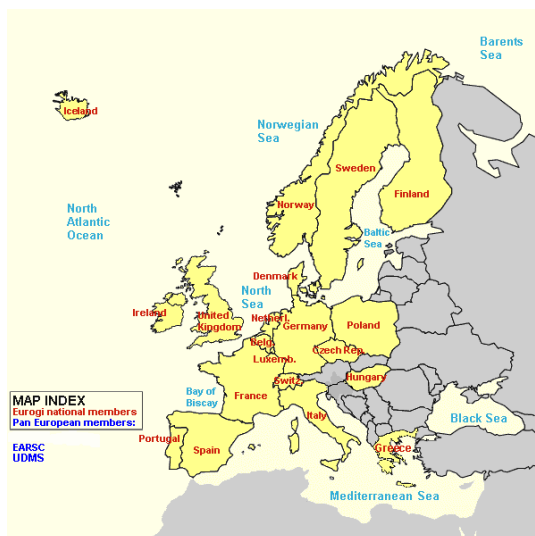 Barents
Sea
Iceland
Norwegian
Sea
Sweden
Finland
Norway
North
Atlantic
Ocean
Baltic
Sea
Denmark
North
Sea
Ireland
United
Kingdom
Netherl.
Germany
Poland
Belg.
Czech Rep.
Luxemb.
Switz.
Hungary
France
Bay of
Biscay
MAP INDEX
Eurogi national members
Pan European members:
EARSC
UDMS
Italy
Black Sea
Portugal
Spain
Greece
Mediterranean Sea